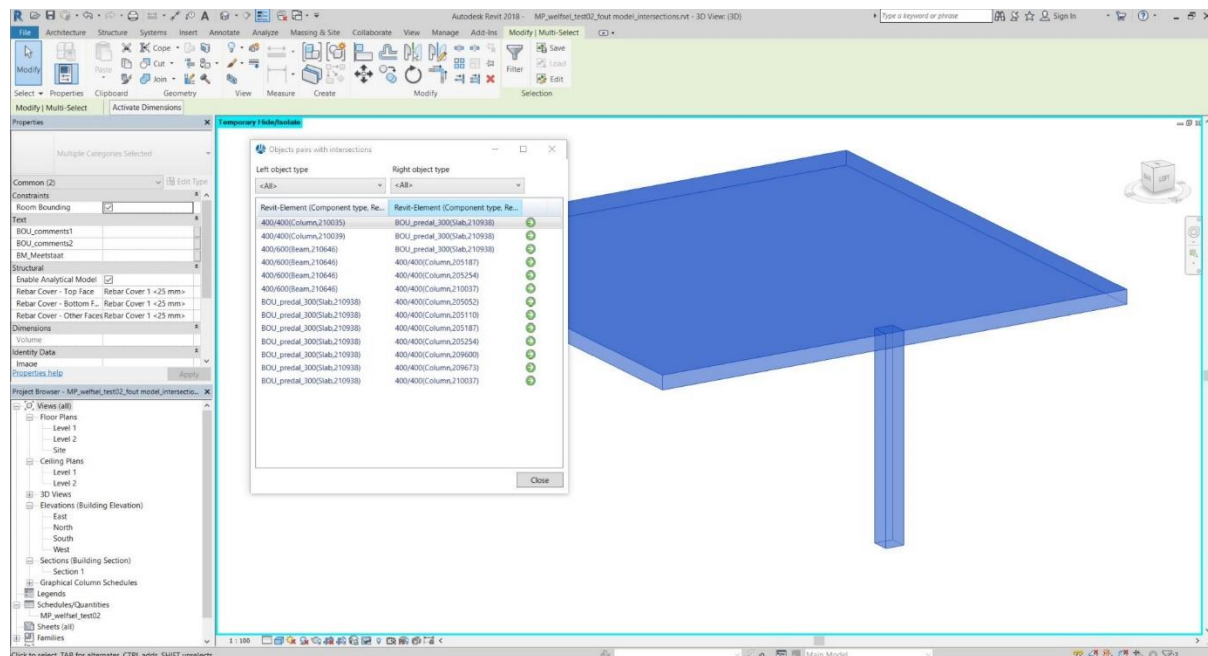 Autodesk Revit 2018 - MP_welfsel_test02_fout model_intersections.rvt - 3D View: {3D}
Type a keyword or phrase
Sign In
File Architecture Structure Systems Insert Annotate Analyze Massing & Site Collaborate View Manage Add-Ins Modify | Multi-Select
Modify
Paste
Cope
Cut
Join
Filter
Save
Load
Edit
Select Properties Clipboard Geometry View Measure Create Modify Selection
Modify | Multi-Select Activate Dimensions
Properties
Multiple Categories Selected
Common (2) Edit Type
Constraints
Room Bounding
Text
BOU_comments1
BOU_comments2
BM_Meetstaat
Structural
Enable Analytical Model
Rebar Cover - Top Face Rebar Cover 1 <25 mm>
Rebar Cover - Bottom F... Rebar Cover 1 <25 mm>
Rebar Cover - Other Faces Rebar Cover 1 <25 mm>
Dimensions
Volume
Identity Data
Image
Properties help Apply
Project Browser - MP_welfsel_test02_fout model_intersectio...
Views (all)
Floor Plans
Level 1
Level 2
Site
Ceiling Plans
Level 1
Level 2
3D Views
Elevations (Building Elevation)
East
North
South
West
Sections (Building Section)
Section 1
Graphical Column Schedules
Legends
Schedules/Quantities
MP_welfsel_test02
Sheets (all)
Families
Temporary Hide/Isolate
Objects pairs with intersections
Left object type Right object type
<All> <All>
Revit-Element (Component type, Re... Revit-Element (Component type, Re...
400/400(Column,210035) BOU_predal_300(Slab,210938)
400/400(Column,210039) BOU_predal_300(Slab,210938)
400/600(Beam,210646) BOU_predal_300(Slab,210938)
400/600(Beam,210646) 400/400(Column,205187)
400/600(Beam,210646) 400/400(Column,205254)
400/600(Beam,210646) 400/400(Column,210037)
BOU_predal_300(Slab,210938) 400/400(Column,205052)
BOU_predal_300(Slab,210938) 400/400(Column,205110)
BOU_predal_300(Slab,210938) 400/400(Column,205187)
BOU_predal_300(Slab,210938) 400/400(Column,205254)
BOU_predal_300(Slab,210938) 400/400(Column,209600)
BOU_predal_300(Slab,210938) 400/400(Column,209673)
BOU_predal_300(Slab,210938) 400/400(Column,210037)
Close
LEFT
1 : 100
Click to select, TAB for alternates, CTRL adds, SHIFT unselects.
Main Model